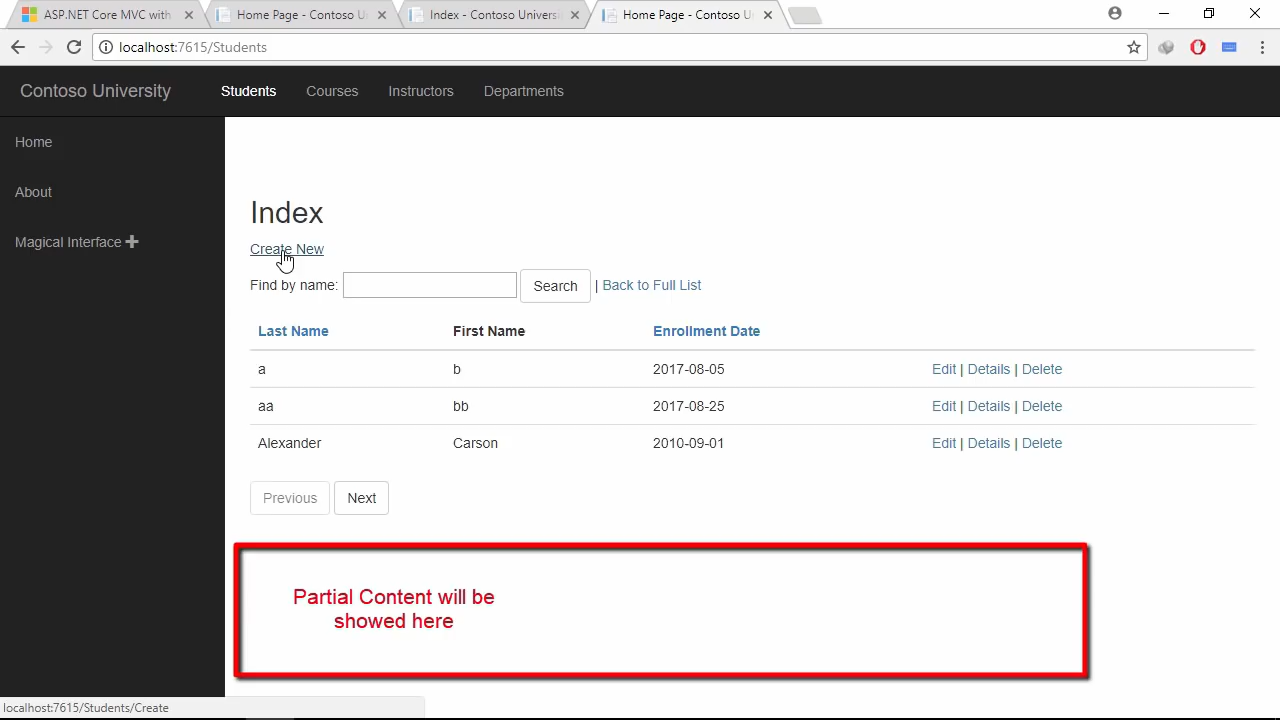 ASP.NET Core MVC with
Home Page - Contoso U
Index - Contoso Universi
Home Page - Contoso U
localhost:7615/Students
Contoso University Students Courses Instructors Departments
Home
About
Magical Interface
Index
Create New
Find by name: Search | Back to Full List
Last Name First Name Enrollment Date
a b 2017-08-05 Edit | Details | Delete
aa bb 2017-08-25 Edit | Details | Delete
Alexander Carson 2010-09-01 Edit | Details | Delete
Previous Next
Partial Content will be
showed here
localhost:7615/Students/Create